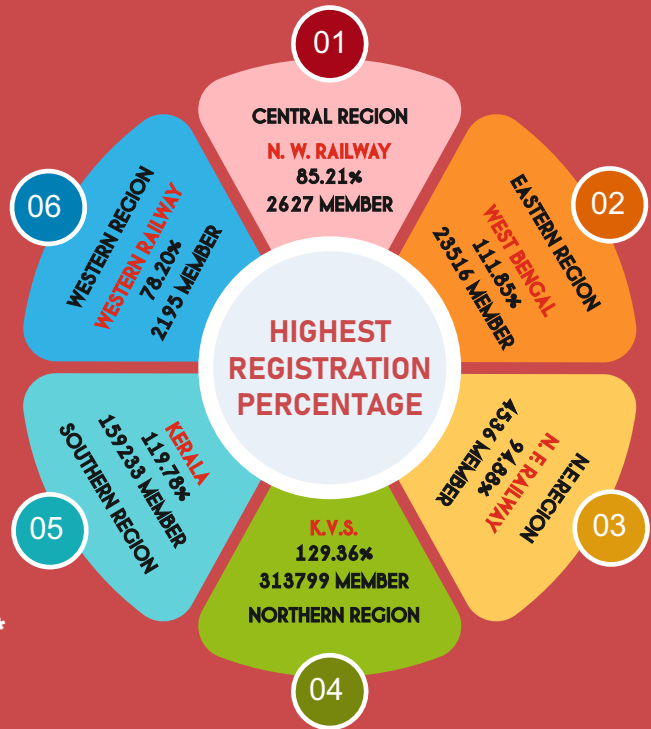 01
CENTRAL REGION
N. W. RAILWAY
85.21%
2627 MEMBER
02
EASTERN REGION
WEST BENGAL
111.85%
23516 MEMBER
03
N.E.REGION
N. F. RAILWAY
94.88%
4536 MEMBER
04
K.V.S.
129.36%
313799 MEMBER
NORTHERN REGION
05
KERALA
119.78%
159233 MEMBER
SOUTHERN REGION
06
WESTERN REGION
WESTERN RAILWAY
78.20%
2195 MEMBER
HIGHEST
REGISTRATION
PERCENTAGE
*